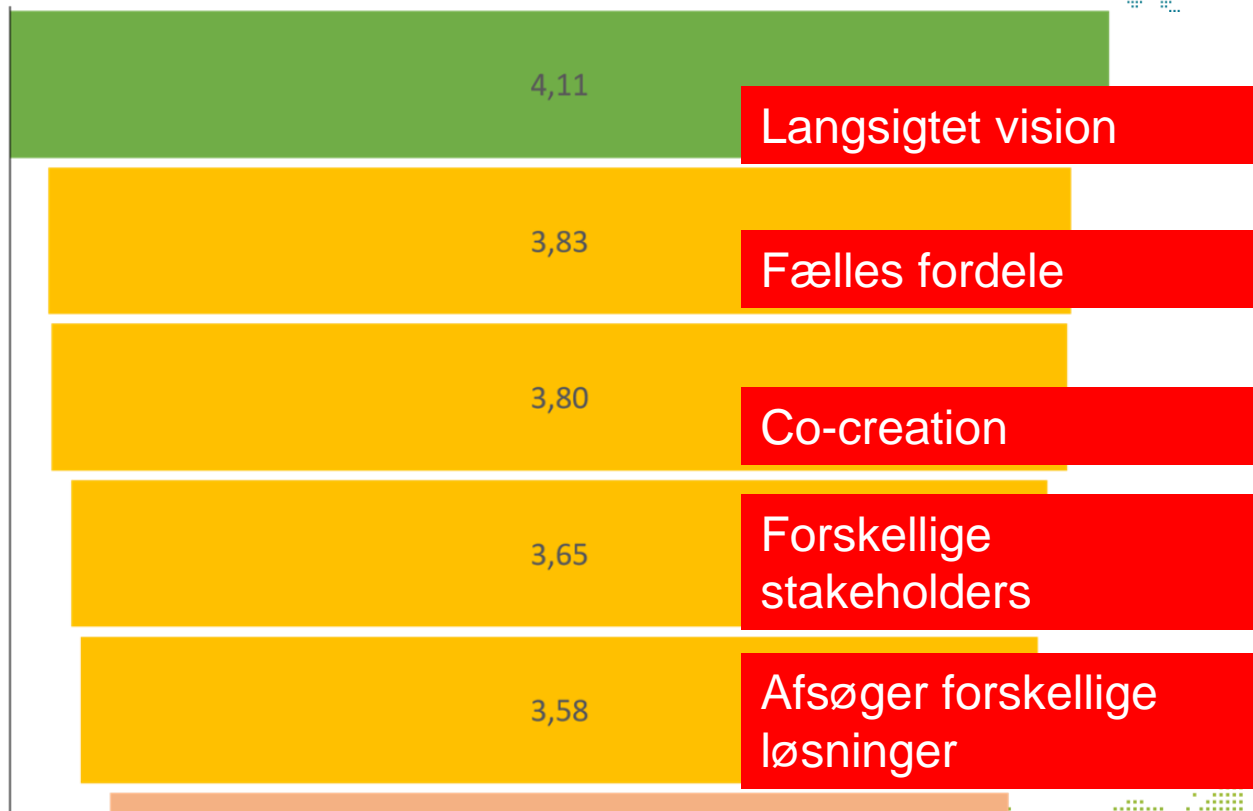 4,11
Langsigtet vision
3,83
Fælles fordele
3,80
Co-creation
3,65
Forskellige
stakeholders
3,58
Afsøger forskellige
løsninger